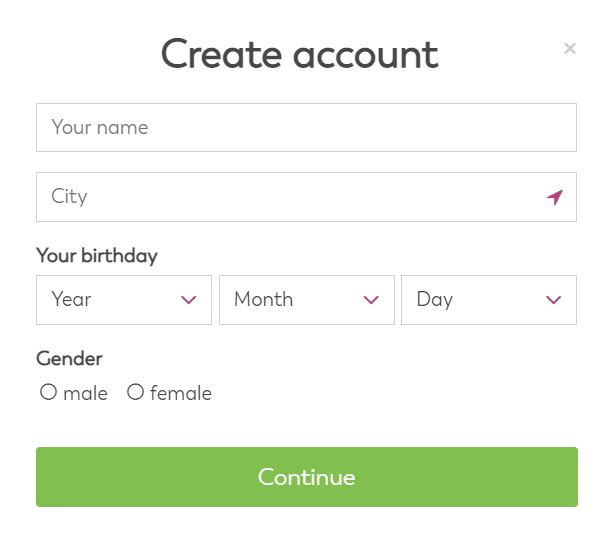 Create account
×
Your name
City
Your birthday
Year Month Day
Gender
male female
Continue